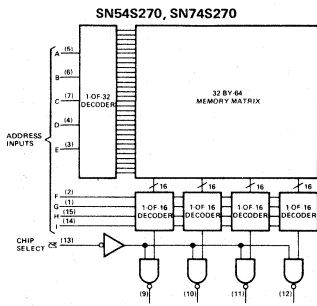 SN54S270, SN74S270
A (5)
B (6)
C (7)
D (4)
E (3)
1-OF-32
DECODER
32-BY-64
MEMORY MATRIX
ADDRESS
INPUTS
16 16 16 16
F (2)
G (1)
H (15)
I (14)
1-OF-16
DECODER
1-OF-16
DECODER
1-OF-16
DECODER
1-OF-16
DECODER
CHIP
SELECT
(13)
(9) (10) (11) (12)